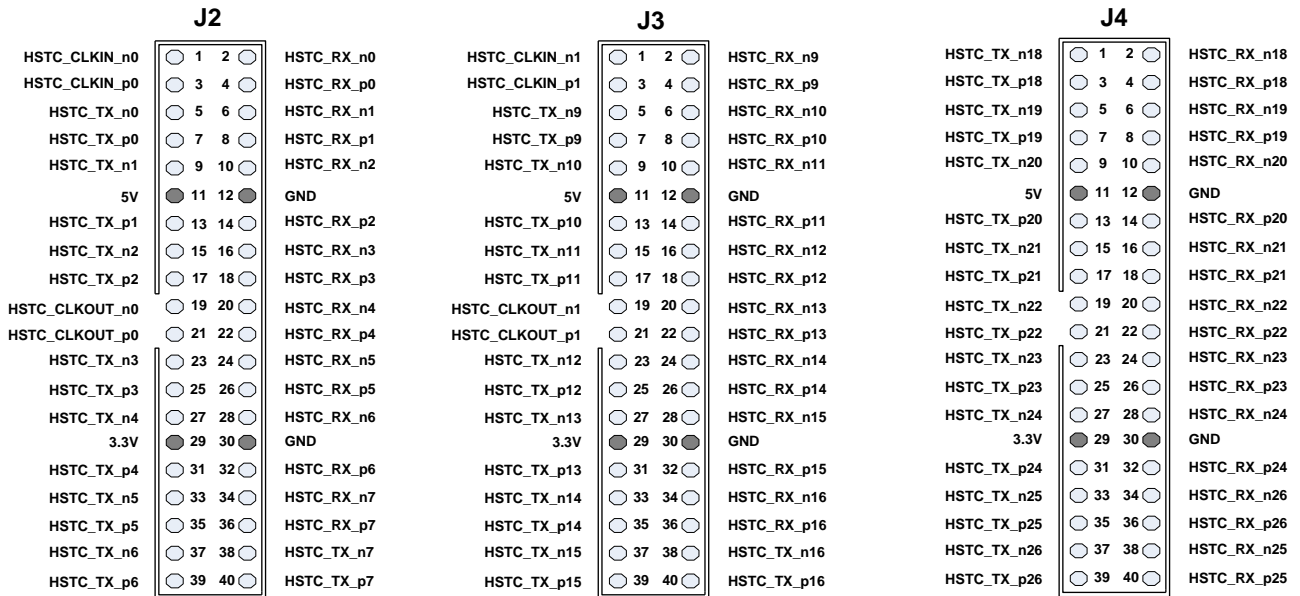 J2
HSTC_CLKIN_n0 1 2 HSTC_RX_n0
HSTC_CLKIN_p0 3 4 HSTC_RX_p0
HSTC_TX_n0 5 6 HSTC_RX_n1
HSTC_TX_p0 7 8 HSTC_RX_p1
HSTC_TX_n1 9 10 HSTC_RX_n2
5V 11 12 GND
HSTC_TX_p1 13 14 HSTC_RX_p2
HSTC_TX_n2 15 16 HSTC_RX_n3
HSTC_TX_p2 17 18 HSTC_RX_p3
HSTC_CLKOUT_n0 19 20 HSTC_RX_n4
HSTC_CLKOUT_p0 21 22 HSTC_RX_p4
HSTC_TX_n3 23 24 HSTC_RX_n5
HSTC_TX_p3 25 26 HSTC_RX_p5
HSTC_TX_n4 27 28 HSTC_RX_n6
3.3V 29 30 GND
HSTC_TX_p4 31 32 HSTC_RX_p6
HSTC_TX_n5 33 34 HSTC_RX_n7
HSTC_TX_p5 35 36 HSTC_RX_p7
HSTC_TX_n6 37 38 HSTC_TX_n7
HSTC_TX_p6 39 40 HSTC_TX_p7
J3
HSTC_CLKIN_n1 1 2 HSTC_RX_n9
HSTC_CLKIN_p1 3 4 HSTC_RX_p9
HSTC_TX_n9 5 6 HSTC_RX_n10
HSTC_TX_p9 7 8 HSTC_RX_p10
HSTC_TX_n10 9 10 HSTC_RX_n11
5V 11 12 GND
HSTC_TX_p10 13 14 HSTC_RX_p11
HSTC_TX_n11 15 16 HSTC_RX_n12
HSTC_TX_p11 17 18 HSTC_RX_p12
HSTC_CLKOUT_n1 19 20 HSTC_RX_n13
HSTC_CLKOUT_p1 21 22 HSTC_RX_p13
HSTC_TX_n12 23 24 HSTC_RX_n14
HSTC_TX_p12 25 26 HSTC_RX_p14
HSTC_TX_n13 27 28 HSTC_RX_n15
3.3V 29 30 GND
HSTC_TX_p13 31 32 HSTC_RX_p15
HSTC_TX_n14 33 34 HSTC_RX_n16
HSTC_TX_p14 35 36 HSTC_RX_p16
HSTC_TX_n15 37 38 HSTC_TX_n16
HSTC_TX_p15 39 40 HSTC_TX_p16
J4
HSTC_TX_n18 1 2 HSTC_RX_n18
HSTC_TX_p18 3 4 HSTC_RX_p18
HSTC_TX_n19 5 6 HSTC_RX_n19
HSTC_TX_p19 7 8 HSTC_RX_p19
HSTC_TX_n20 9 10 HSTC_RX_n20
5V 11 12 GND
HSTC_TX_p20 13 14 HSTC_RX_p20
HSTC_TX_n21 15 16 HSTC_RX_n21
HSTC_TX_p21 17 18 HSTC_RX_p21
HSTC_TX_n22 19 20 HSTC_RX_n22
HSTC_TX_p22 21 22 HSTC_RX_p22
HSTC_TX_n23 23 24 HSTC_RX_n23
HSTC_TX_p23 25 26 HSTC_RX_p23
HSTC_TX_n24 27 28 HSTC_RX_n24
3.3V 29 30 GND
HSTC_TX_p24 31 32 HSTC_RX_p24
HSTC_TX_n25 33 34 HSTC_RX_n26
HSTC_TX_p25 35 36 HSTC_RX_p26
HSTC_TX_n26 37 38 HSTC_RX_n25
HSTC_TX_p26 39 40 HSTC_RX_p25